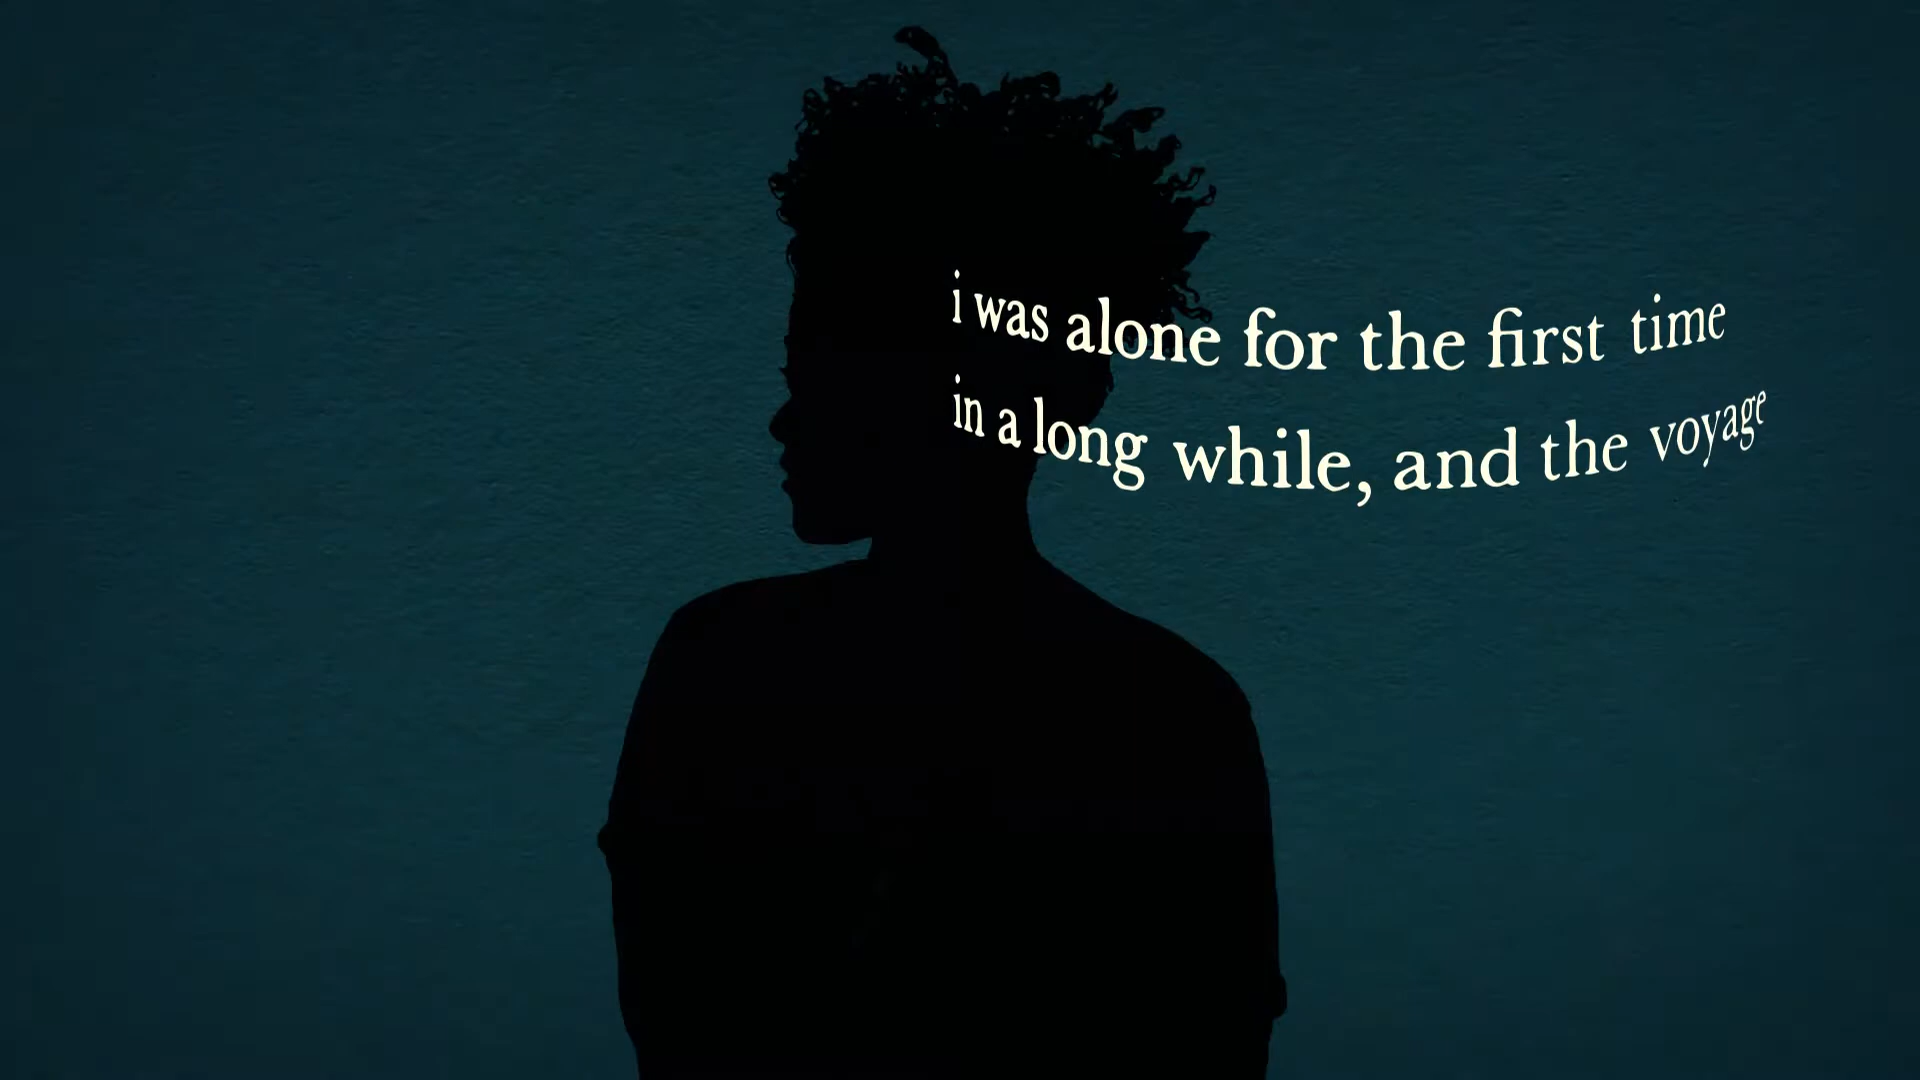 i was alone for the first time
in a long while, and the voyage